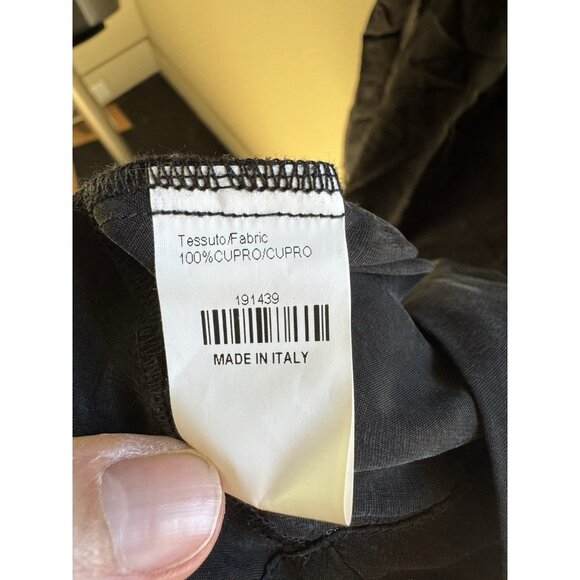 Tessuto/Fabric
100%CUPRO/CUPRO
191439
MADE IN ITALY